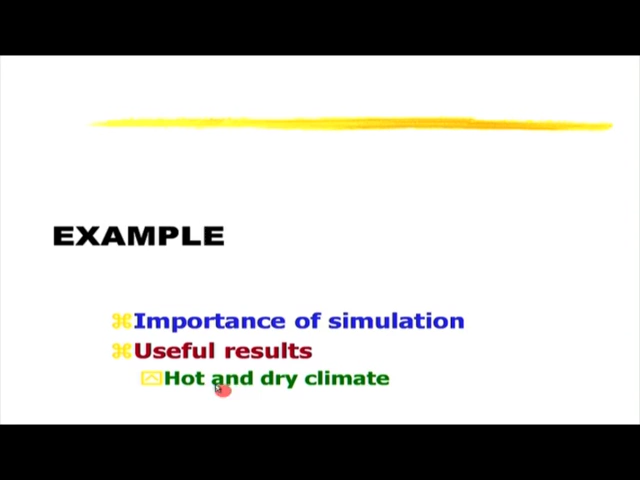 EXAMPLE
Importance of simulation
Useful results
Hot and dry climate